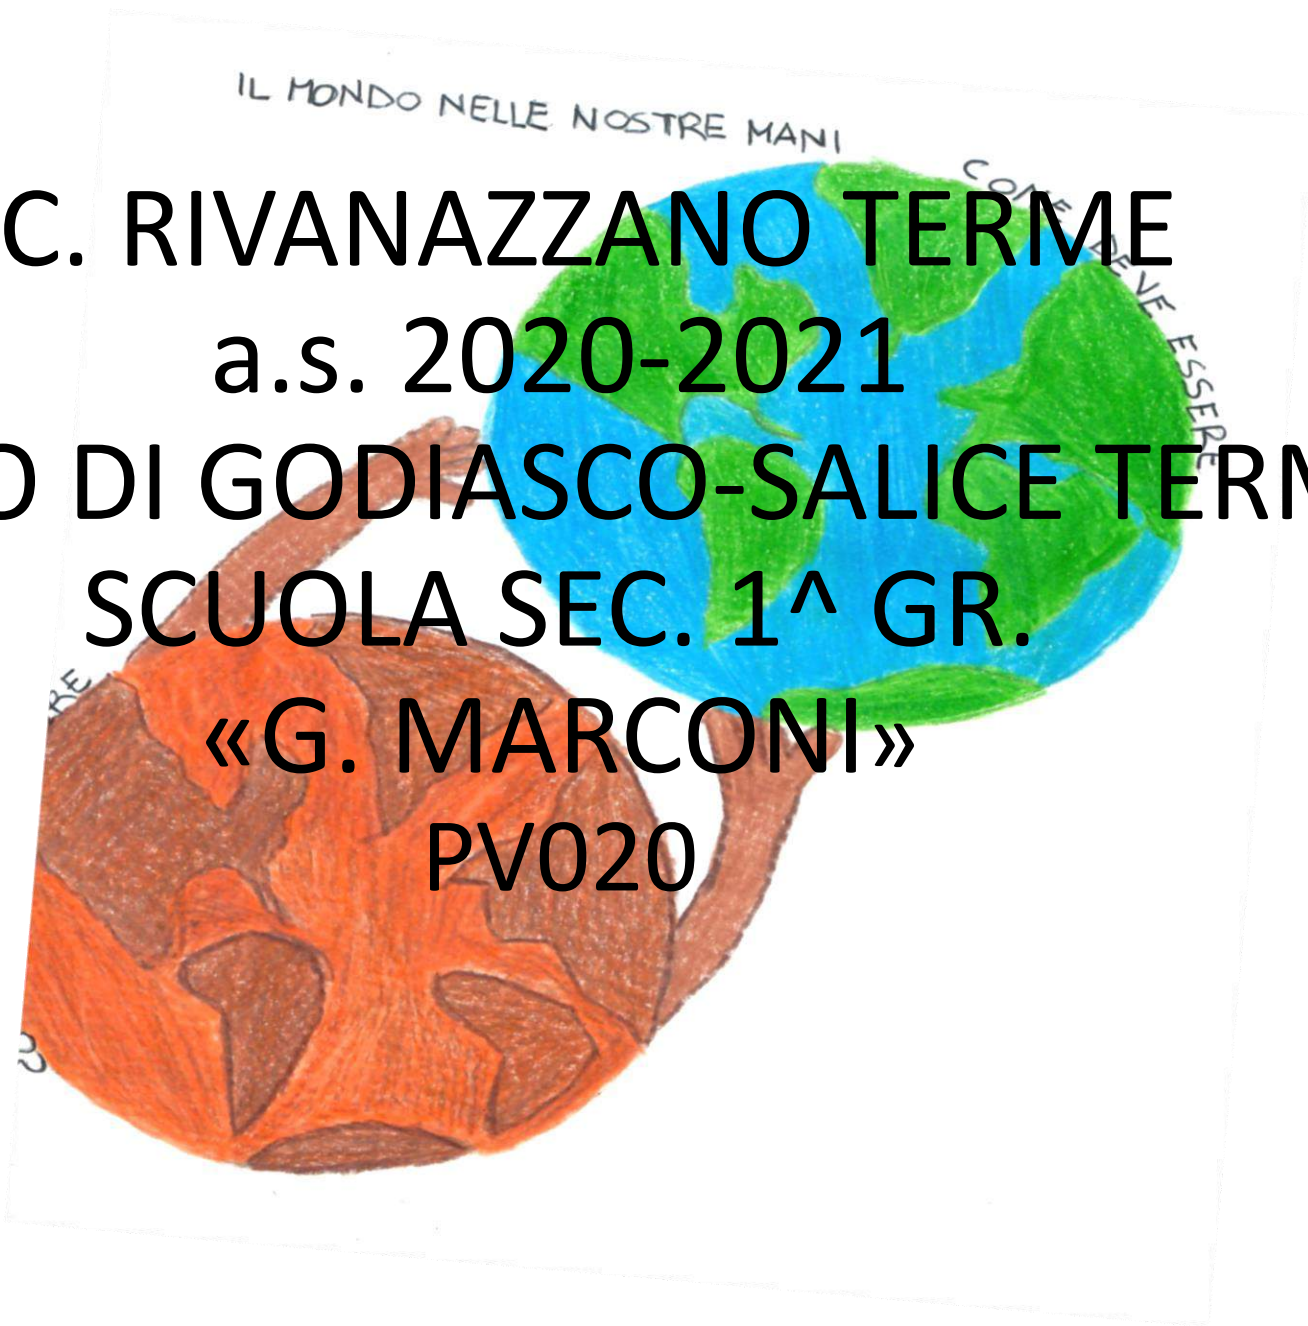 IL MONDO NELLE NOSTRE MANI
COME DEVE ESSERE
C. RIVANAZZANO TERME
a.s. 2020-2021
DI GODIASCO-SALICE
SCUOLA SEC. 1^ GR.
«G. MARCONI»
PV020